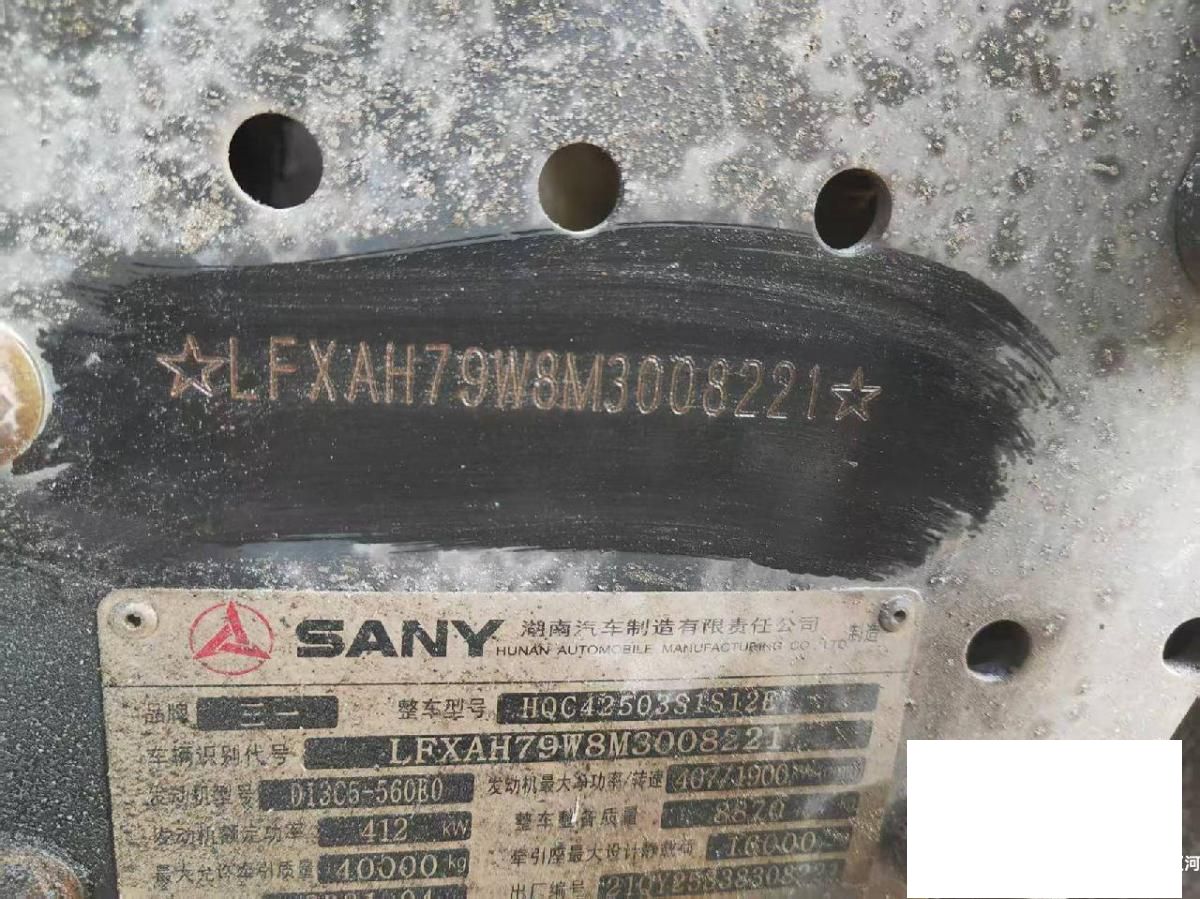 ☆LFXAH79W8M3008221☆
SANY 湖南汽车制造有限责任公司 制造
HUNAN AUTOMOBILE MANUFACTURING CO., LTD
品牌 三一 整车型号 HQC42503S1S12E
车辆识别代号 LFXAH79W8M3008221
发动机型号 D13C5-560E0 发动机最大净功率/转速 407/1900
发动机额定功率 412 kW 整车整备质量 8870 kg
最大允许牵引质量 40000 kg 牵引座最大设计静载荷 16000
出厂编号
河